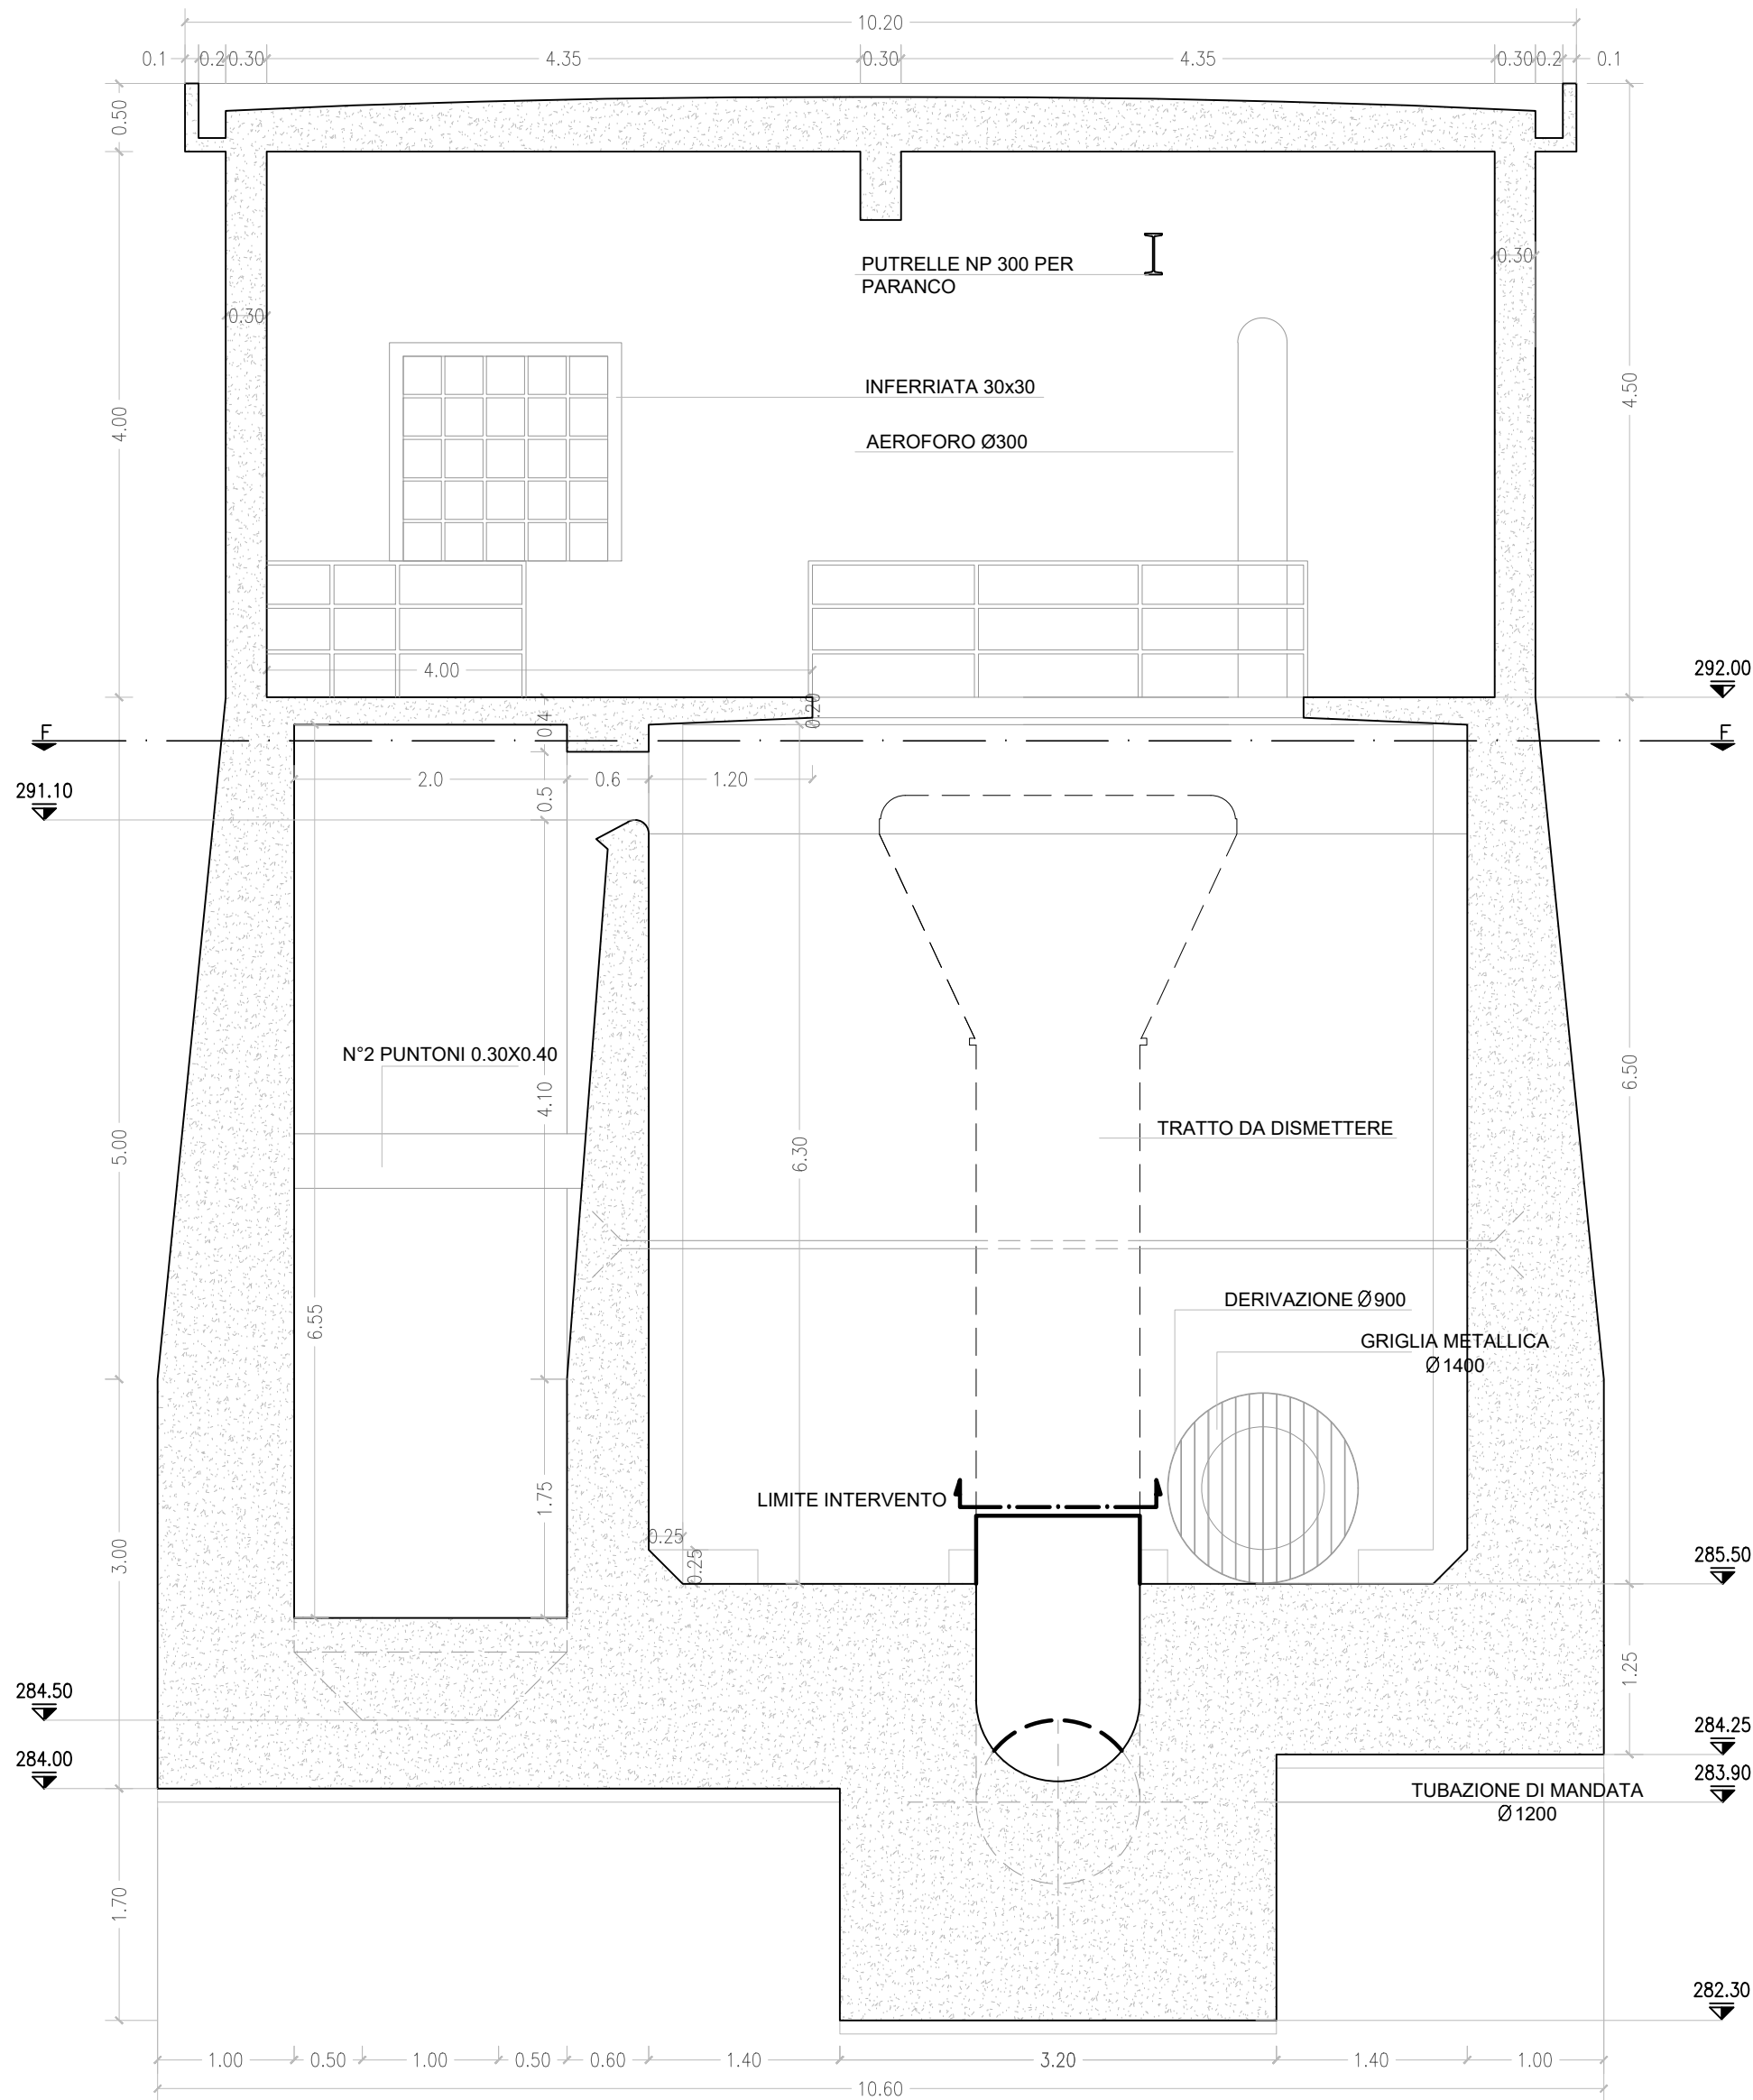 10.20
0.1 0.2 0.30 4.35 0.30 4.35 0.30 0.2 0.1
0.50
PUTRELLE NP 300 PER
PARANCO
0.30
0.30
INFERRIATA 30x30
4.50
4.00
AEROFORO Ø300
4.00
292.00
0.20
0.4
F
F
2.0 0.6 1.20
291.10
0.5
N°2 PUNTONI 0.30X0.40
4.10
6.50
TRATTO DA DISMETTERE
5.00
6.30
6.55
DERIVAZIONE Ø900
GRIGLIA METALLICA
Ø1400
LIMITE INTERVENTO
1.75
0.25
0.25
3.00
285.50
1.25
284.50
284.25
284.00
283.90
TUBAZIONE DI MANDATA
Ø1200
1.70
282.30
1.00 0.50 1.00 0.50 0.60 1.40 3.20 1.40 1.00
10.60